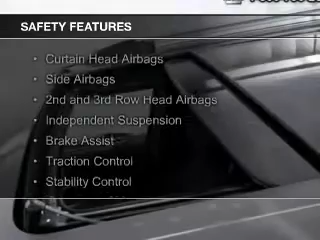 SAFETY FEATURES
• Curtain Head Airbags
• Side Airbags
• 2nd and 3rd Row Head Airbags
• Independent Suspension
• Brake Assist
• Traction Control
• Stability Control